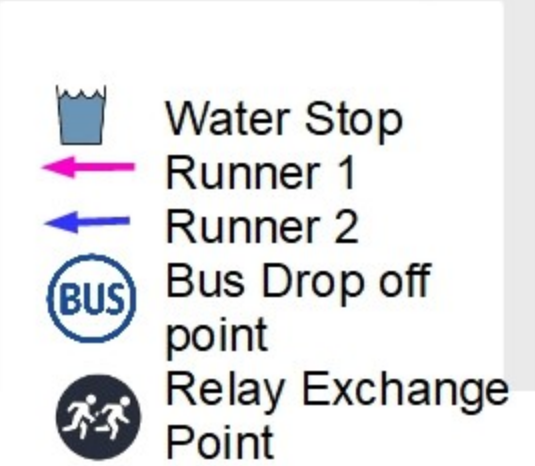 Water Stop
Runner 1
Runner 2
BUS
Bus Drop off
point
Relay Exchange
Point